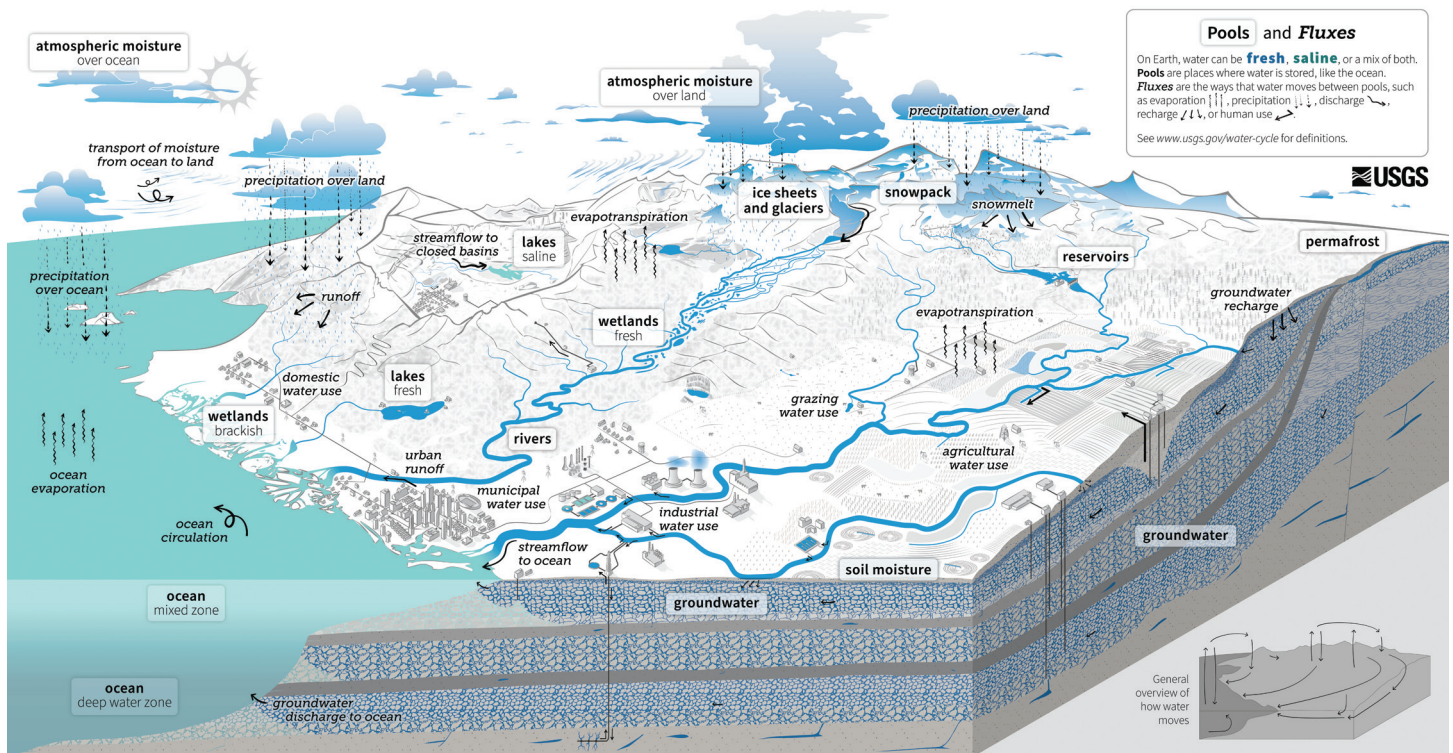 atmospheric moisture
over ocean
transport of moisture
from ocean to land
precipitation over land
precipitation
over ocean
atmospheric moisture
over land
precipitation over land
Pools and Fluxes
On Earth, water can be fresh, saline, or a mix of both.
Pools are places where water is stored, like the ocean.
Fluxes are the ways that water moves between pools, such
as evaporation, precipitation, discharge,
recharge, or human use.
See www.usgs.gov/water-cycle for definitions.
USGS
ice sheets
and glaciers
snowpack
snowmelt
evapotranspiration
streamflow to
closed basins
lakes
saline
reservoirs
permafrost
groundwater
recharge
runoff
wetlands
fresh
evapotranspiration
domestic
water use
lakes
fresh
grazing
water use
wetlands
brackish
rivers
agricultural
water use
ocean
evaporation
urban
runoff
municipal
water use
industrial
water use
ocean
circulation
streamflow
to ocean
soil moisture
groundwater
groundwater
ocean
mixed zone
ocean
deep water zone
groundwater
discharge to ocean
General
overview of
how water
moves